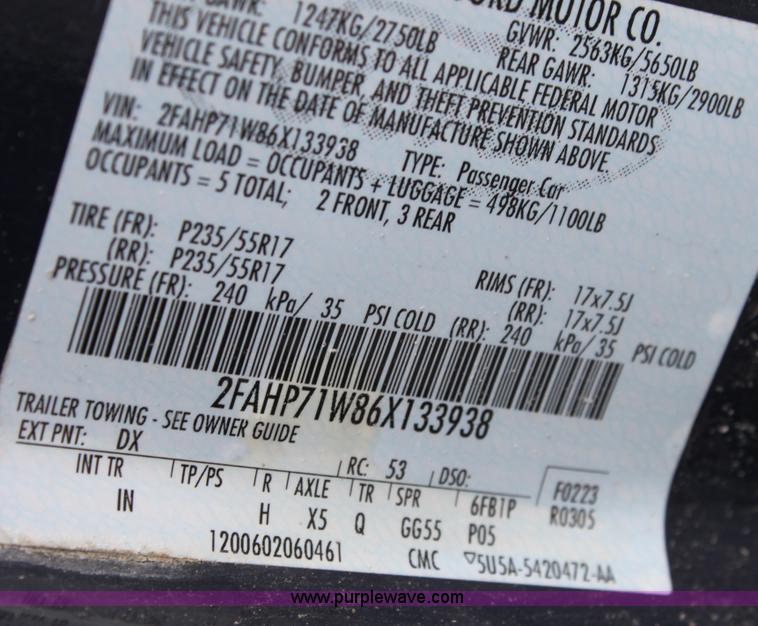 FORD MOTOR CO.
GAWR: 1247KG/2750LB GVWR: 2563KG/5650LB
REAR GAWR: 1315KG/2900LB
THIS VEHICLE CONFORMS TO ALL APPLICABLE FEDERAL MOTOR
VEHICLE SAFETY, BUMPER, AND THEFT PREVENTION STANDARDS
IN EFFECT ON THE DATE OF MANUFACTURE SHOWN ABOVE.
VIN: 2FAHP71W86X133938 TYPE: Passenger Car
MAXIMUM LOAD = OCCUPANTS + LUGGAGE = 498KG/1100LB
OCCUPANTS = 5 TOTAL; 2 FRONT, 3 REAR
TIRE (FR): P235/55R17 RIMS (FR): 17x7.5J
(RR): P235/55R17 (RR): 17x7.5J
PRESSURE (FR): 240 kPa/ 35 PSI COLD (RR): 240 kPa/ 35 PSI COLD
2FAHP71W86X133938
TRAILER TOWING - SEE OWNER GUIDE
EXT PNT: DX RC: 53 DSO: F0223
INT TR TP/PS R AXLE TR SPR 6FB1P R0305
IN H X5 Q GG55 P05
1200602060461 CMC ▽5U5A-5420472-AA
www.purplewave.com